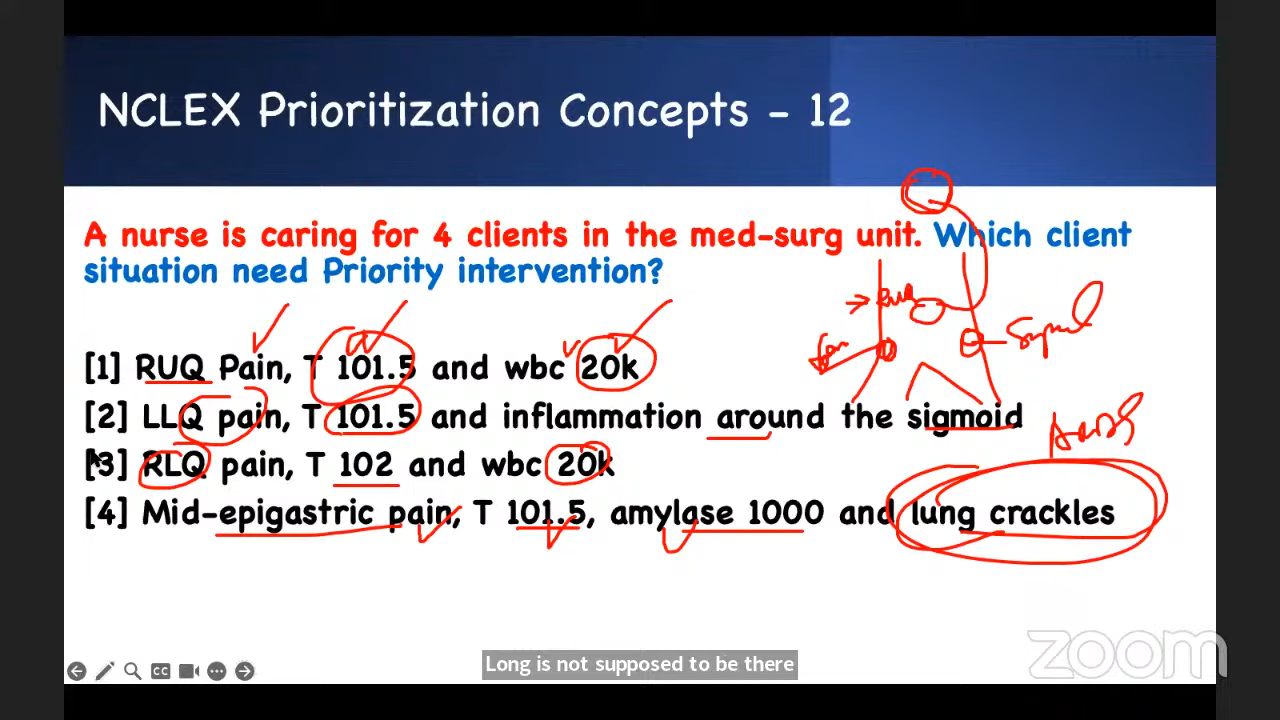 NCLEX Prioritization Concepts - 12
A nurse is caring for 4 clients in the med-surg unit. Which client
situation need Priority intervention?
[1] RUQ Pain, T 101.5 and wbc 20k
[2] LLQ pain, T 101.5 and inflammation around the sigmoid
[3] RLQ pain, T 102 and wbc 20k
[4] Mid-epigastric pain, T 101.5, amylase 1000 and lung crackles
Long is not supposed to be there
zoom